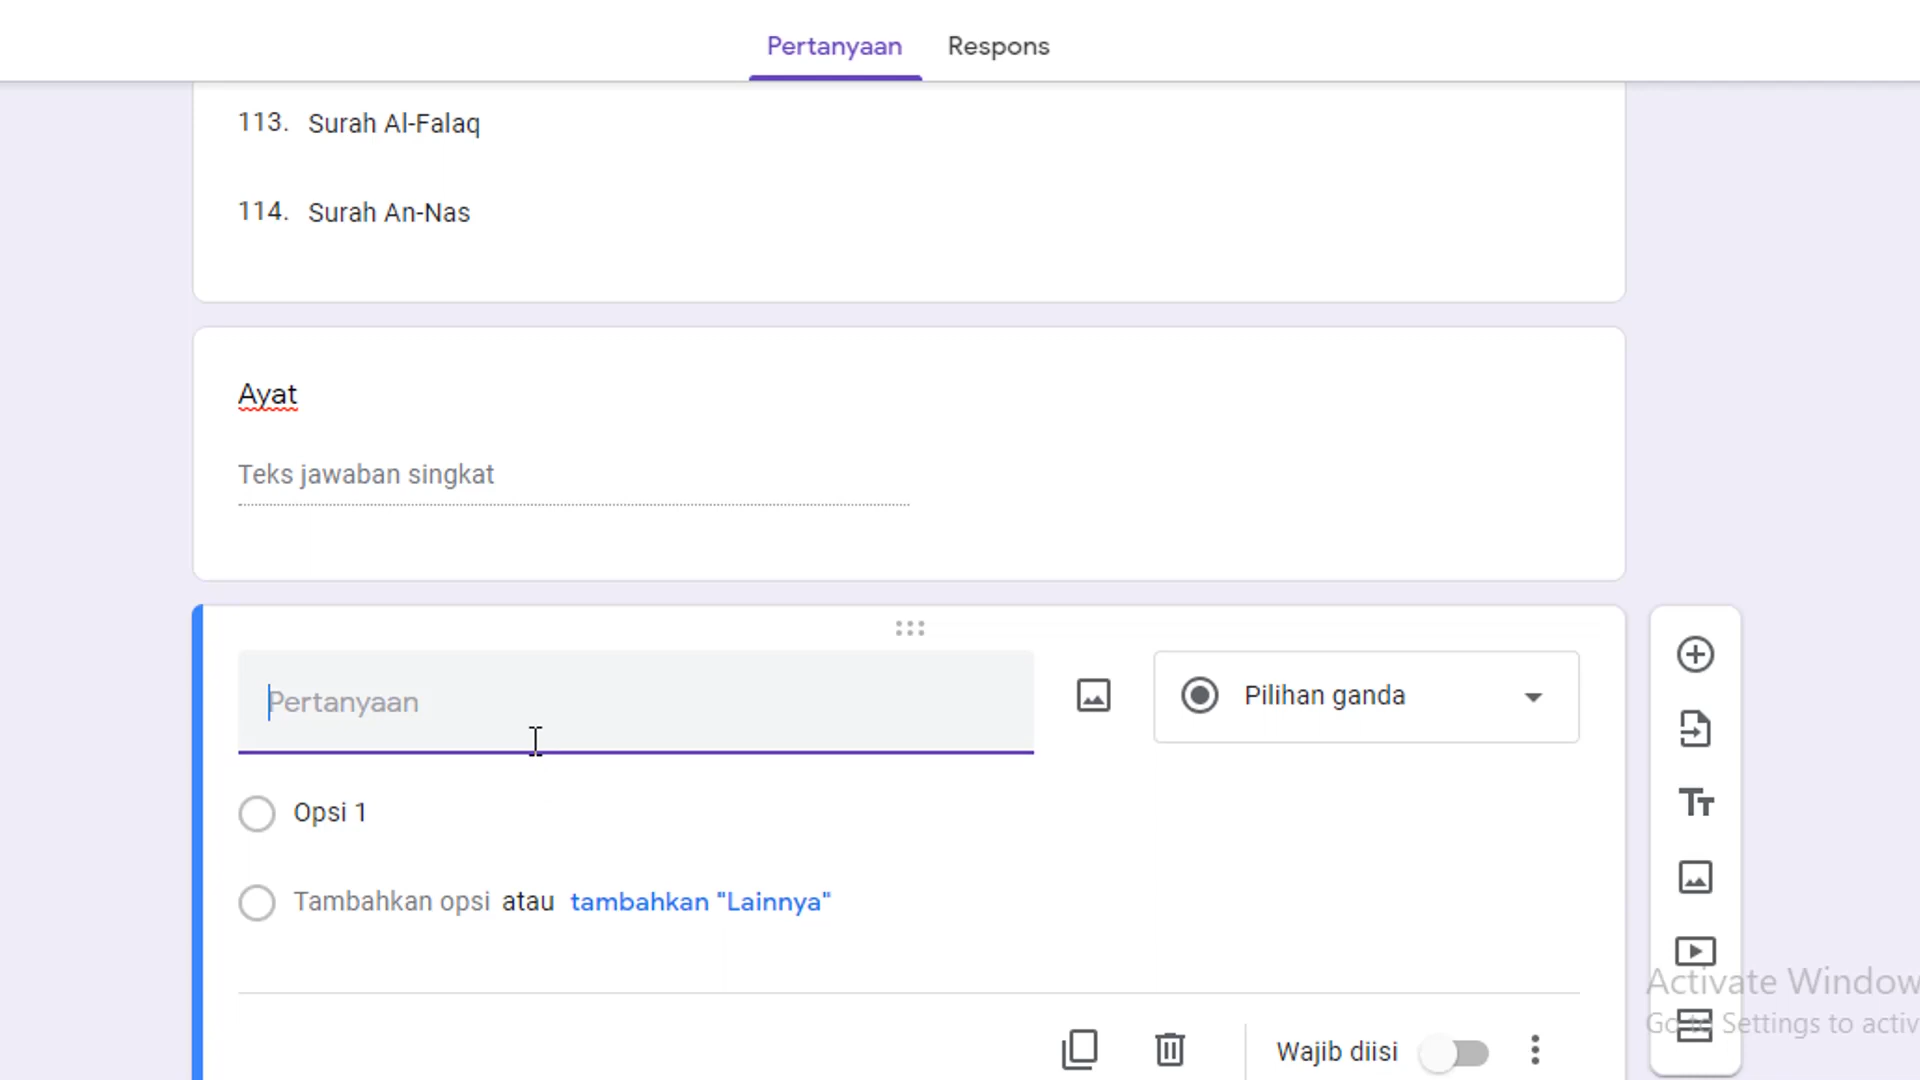 Pertanyaan Respons
113. Surah Al-Falaq
114. Surah An-Nas
Ayat
Teks jawaban singkat
Pertanyaan
Pilihan ganda
Opsi 1
Tambahkan opsi atau tambahkan "Lainnya"
Activate Window
Go to Settings to activ
Wajib diisi